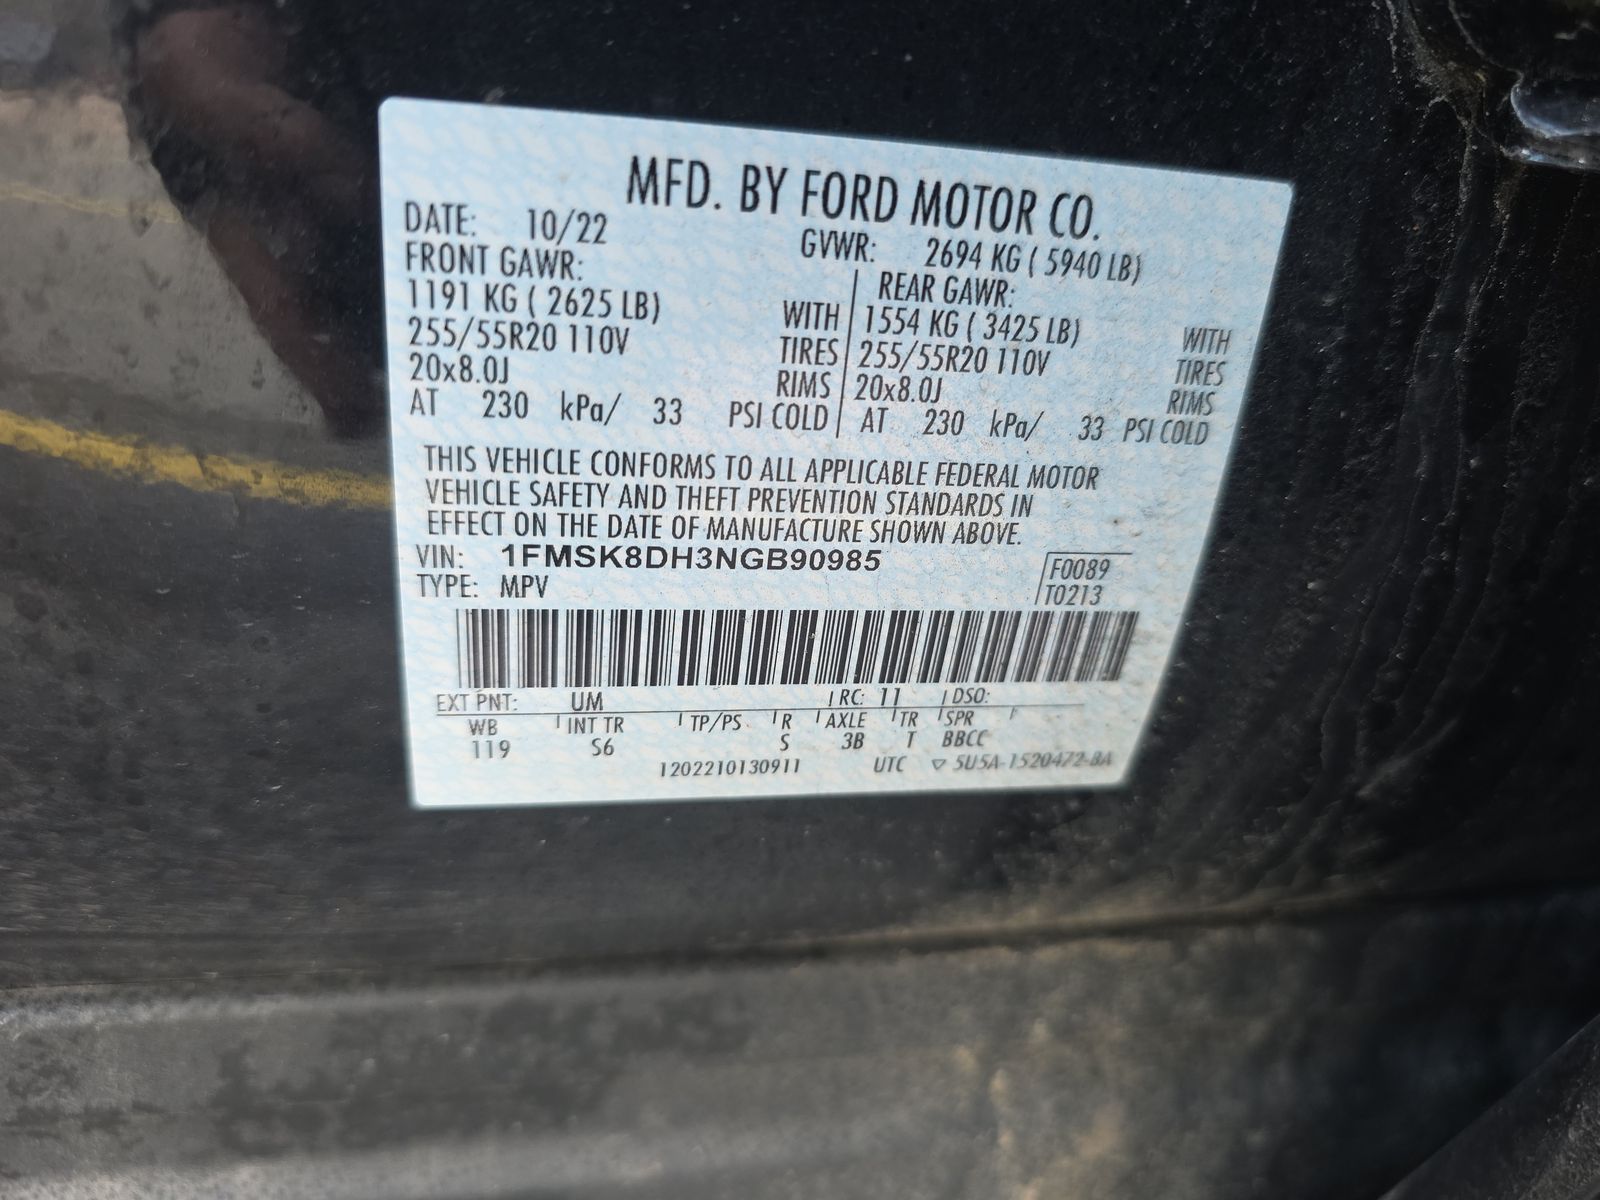 MFD. BY FORD MOTOR CO.
DATE: 10/22 GVWR: 2694 KG ( 5940 LB)
FRONT GAWR: REAR GAWR:
1191 KG ( 2625 LB) WITH 1554 KG ( 3425 LB) WITH
255/55R20 110V TIRES 255/55R20 110V TIRES
20x8.0J RIMS 20x8.0J RIMS
AT 230 kPa/ 33 PSI COLD AT 230 kPa/ 33 PSI COLD
THIS VEHICLE CONFORMS TO ALL APPLICABLE FEDERAL MOTOR
VEHICLE SAFETY AND THEFT PREVENTION STANDARDS IN
EFFECT ON THE DATE OF MANUFACTURE SHOWN ABOVE.
VIN: 1FMSK8DH3NGB90985 F0089
TYPE: MPV T0213
EXT PNT: UM RC: 11 DSO:
WB INT TR TP/PS R AXLE TR SPR
119 S6 S 3B T BBCC
1202210130911 UTC ▽ 5U5A-1520472-BA